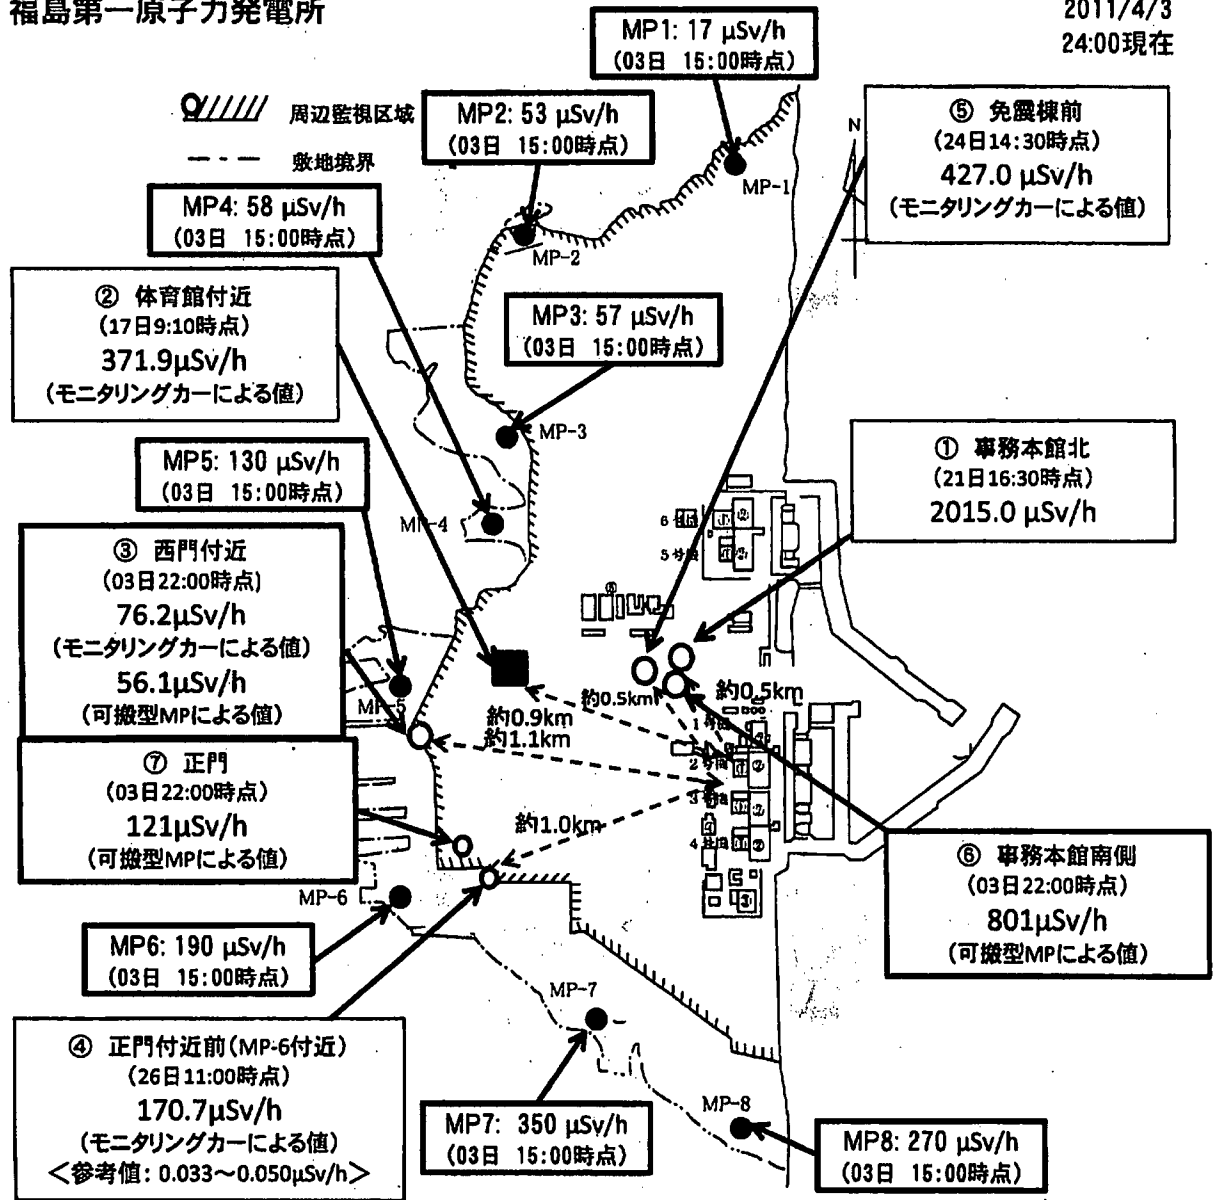 福島第一原子力発電所
2011/4/3
24:00現在
周辺監視区域
敷地境界
N
MP1: 17 μSv/h
(03日 15:00時点)
MP2: 53 μSv/h
(03日 15:00時点)
⑤ 免震棟前
(24日14:30時点)
427.0 μSv/h
(モニタリングカーによる値)
MP-1
MP4: 58 μSv/h
(03日 15:00時点)
MP-2
② 体育館付近
(17日9:10時点)
371.9μSv/h
(モニタリングカーによる値)
MP3: 57 μSv/h
(03日 15:00時点)
MP-3
① 事務本館北
(21日16:30時点)
2015.0 μSv/h
MP5: 130 μSv/h
(03日 15:00時点)
MP-4
6号機
5号機
③ 西門付近
(03日22:00時点)
76.2μSv/h
(モニタリングカーによる値)
56.1μSv/h
(可搬型MPによる値)
MP-5
約0.5km
約0.5km
約0.9km
約1.1km
1号機
2号機
3号機
4号機
⑦ 正門
(03日22:00時点)
121μSv/h
(可搬型MPによる値)
約1.0km
⑥ 事務本館南側
(03日22:00時点)
801μSv/h
(可搬型MPによる値)
MP-6
MP6: 190 μSv/h
(03日 15:00時点)
MP-7
④ 正門付近前(MP-6付近)
(26日11:00時点)
170.7μSv/h
(モニタリングカーによる値)
<参考値: 0.033～0.050μSv/h>
MP7: 350 μSv/h
(03日 15:00時点)
MP-8
MP8: 270 μSv/h
(03日 15:00時点)